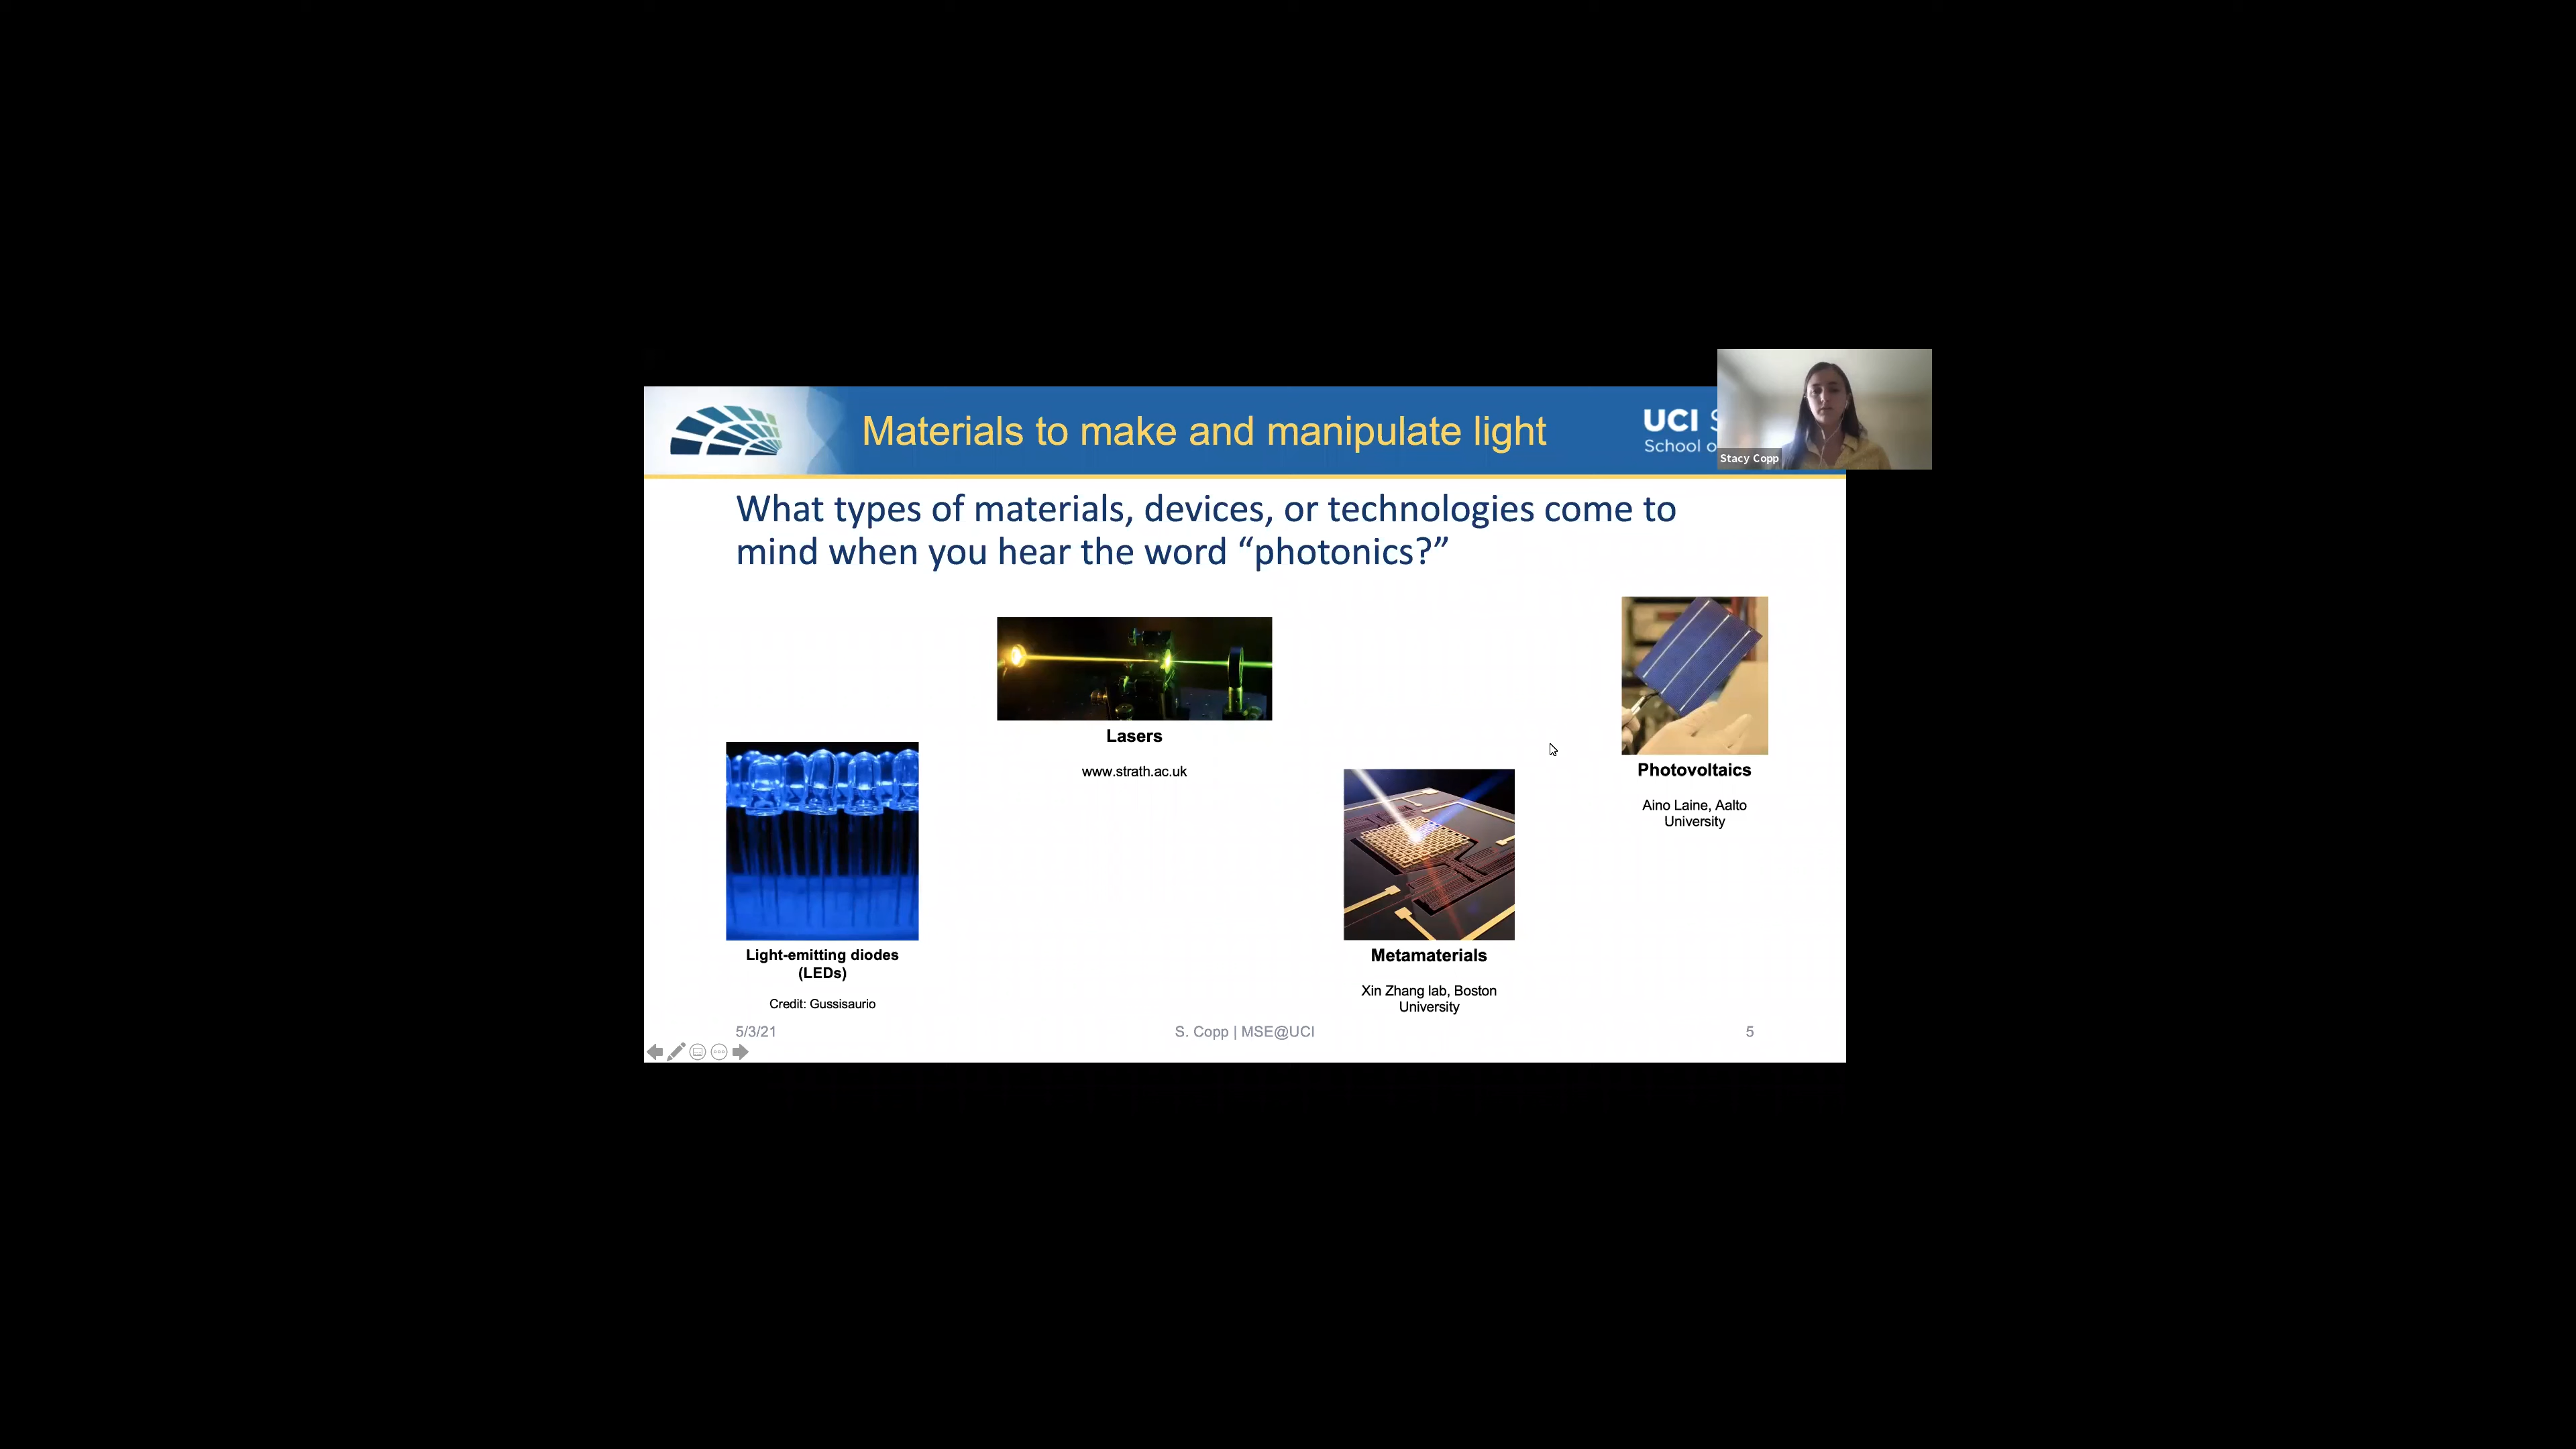 Materials to make and manipulate light
UCI
School
Stacy Copp
What types of materials, devices, or technologies come to
mind when you hear the word “photonics?”
Lasers
www.strath.ac.uk
Photovoltaics
Aino Laine, Aalto
University
Light-emitting diodes
(LEDs)
Credit: Gussisaurio
Metamaterials
Xin Zhang lab, Boston
University
5/3/21
S. Copp | MSE@UCI
5